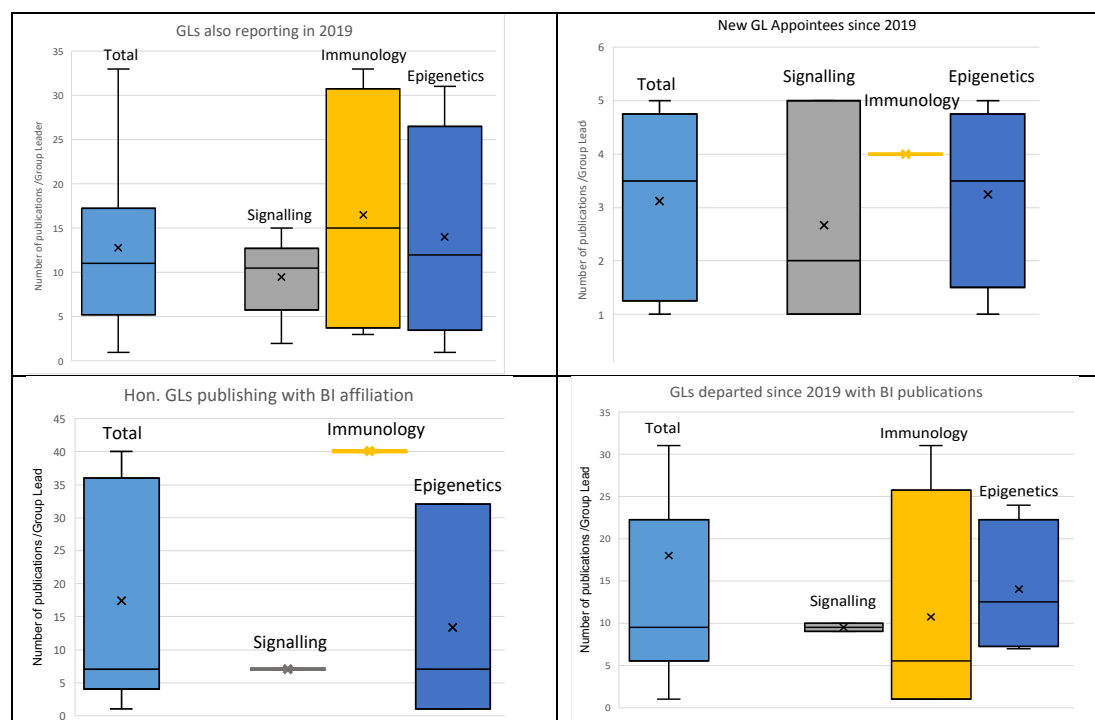 GLs also reporting in 2019
Number of publications /Group Leader
35
30
25
20
15
10
5
0
Total
Signalling
Immunology
Epigenetics
New GL Appointees since 2019
Number of publications /Group Lead
6
5
4
3
2
1
Total
Signalling
Immunology
Epigenetics
Hon. GLs publishing with BI affiliation
Number of publications /Group Lead
45
40
35
30
25
20
15
10
5
0
Total
Signalling
Immunology
Epigenetics
GLs departed since 2019 with BI publications
Number of publications /Group Lead
35
30
25
20
15
10
5
0
Total
Signalling
Immunology
Epigenetics